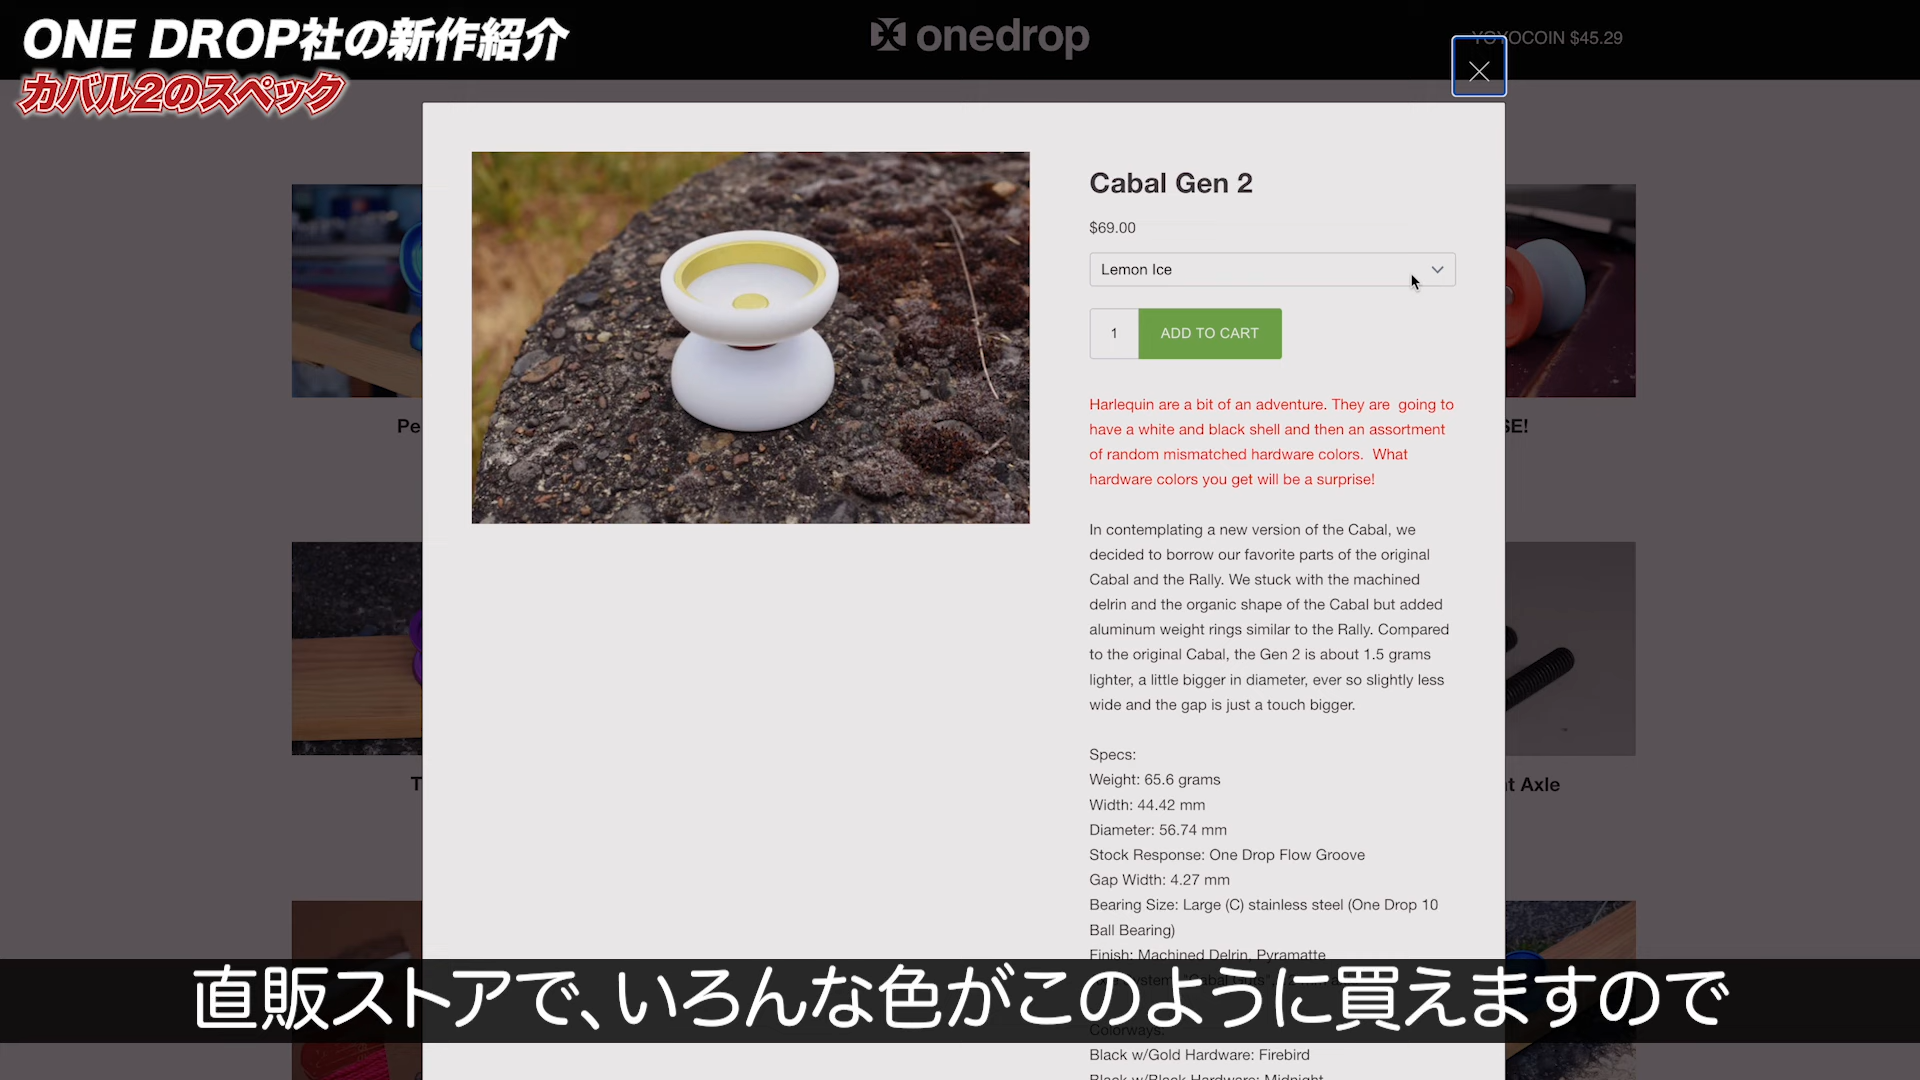 ONE DROP社の新作紹介
カバル2のスペック
onedrop
YOYOCOIN $45.29
Cabal Gen 2
$69.00
Lemon Ice
1 ADD TO CART
Harlequin are a bit of an adventure. They are going to
have a white and black shell and then an assortment
of random mismatched hardware colors. What
hardware colors you get will be a surprise!
In contemplating a new version of the Cabal, we
decided to borrow our favorite parts of the original
Cabal and the Rally. We stuck with the machined
delrin and the organic shape of the Cabal but added
aluminum weight rings similar to the Rally. Compared
to the original Cabal, the Gen 2 is about 1.5 grams
lighter, a little bigger in diameter, ever so slightly less
wide and the gap is just a touch bigger.
Specs:
Weight: 65.6 grams
Width: 44.42 mm
Diameter: 56.74 mm
Stock Response: One Drop Flow Groove
Gap Width: 4.27 mm
Bearing Size: Large (C) stainless steel (One Drop 10
Ball Bearing)
Finish: Machined Delrin, Pyramatte
直販ストアで、いろんな色がこのように買えますので
Colorways:
Black w/Gold Hardware: Firebird
Black w/Black Hardware: Midnight
Pe
SE!
T
t Axle